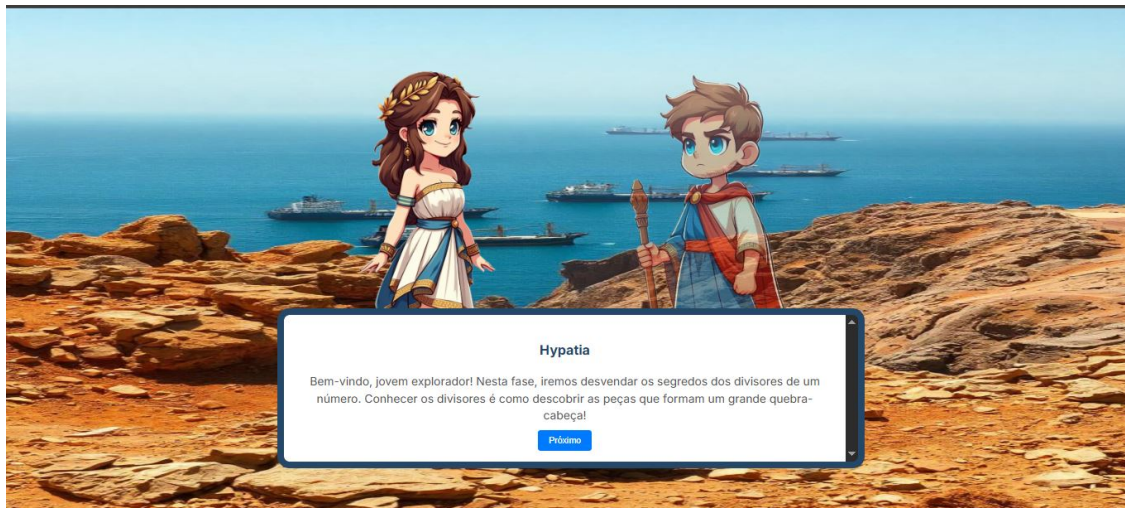 Hypatia
Bem-vindo, jovem explorador! Nesta fase, iremos desvendar os segredos dos divisores de um
número. Conhecer os divisores é como descobrir as peças que formam um grande quebra-
cabeça!
Próximo